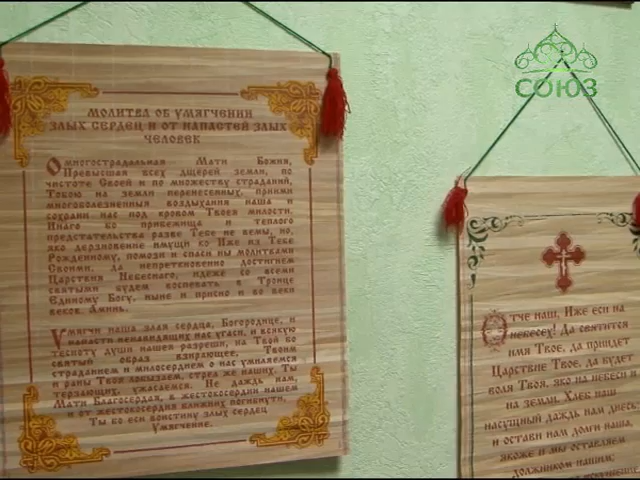 СОЮЗ
МОЛИТВА ОБ УМЯГЧЕНИИ
ЗЛЫХ СЕРДЕЦ И ОТ НАПАСТЕЙ ЗЛЫХ
ЧЕЛОВЕК
О многострадальная Мати Божия,
Превысшая всех дщерей земли, по
чистоте Своей и по множеству страданий,
Тобою на земли перенесенных, приими
многоболезненныя воздыхания наша и
сохрани нас под кровом Твоея милости.
Инаго бо прибежища и теплаго
предстательства разве Тебе не вемы, но,
яко дерзновение имущи ко Иже из Тебе
Рожденному, помози и спаси ны молитвами
Своими, да непреткновенно достигнем
Царствия Небеснаго, идеже со всеми
святыми будем воспевать в Троице
Единому Богу, ныне и присно и во веки
веков. Аминь.
Умягчи наша злая сердца, Богородице, и
напасти ненавидящих нас угаси, и всякую
тесноту души нашея разреши, на Твой бо
святый образ взирающее, Твоим
страданием и милосердием о нас умиляемся
и раны Твоя лобызаем, стрел же наших, Ты
терзающих, ужасаемся. Не даждь нам,
Мати Благосердая, в жестокосердии нашем
и от жестокосердия ближних погибнути,
Ты бо еси воистину злых сердец
Умягчение.
Отче наш, Иже еси на
небесех! Да святится
имя Твое, да приидет
Царствие Твое, да будет
воля Твоя, яко на небеси и
на земли. Хлеб наш
насущный даждь нам днесь;
и остави нам долги наша,
якоже и мы оставляем
должником нашим;